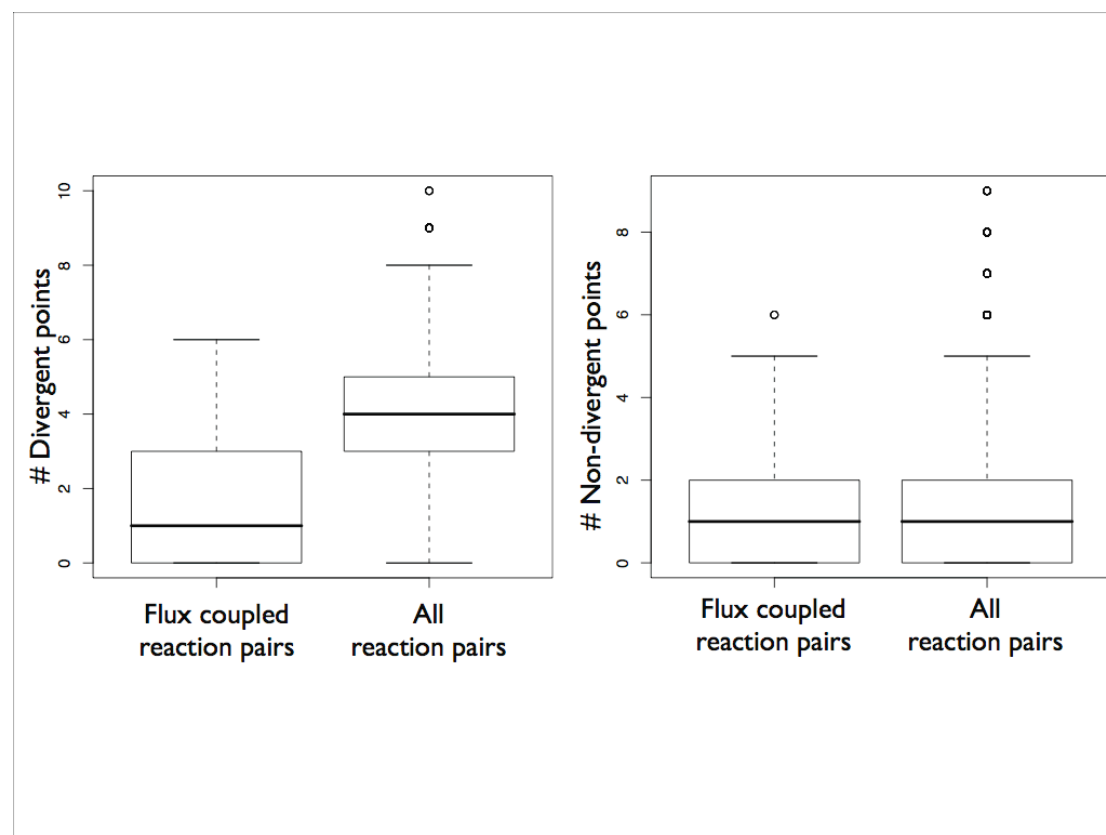 # Divergent points
10
8
6
4
2
0
Flux coupled
reaction pairs
All
reaction pairs
# Non-divergent points
8
6
4
2
0
Flux coupled
reaction pairs
All
reaction pairs